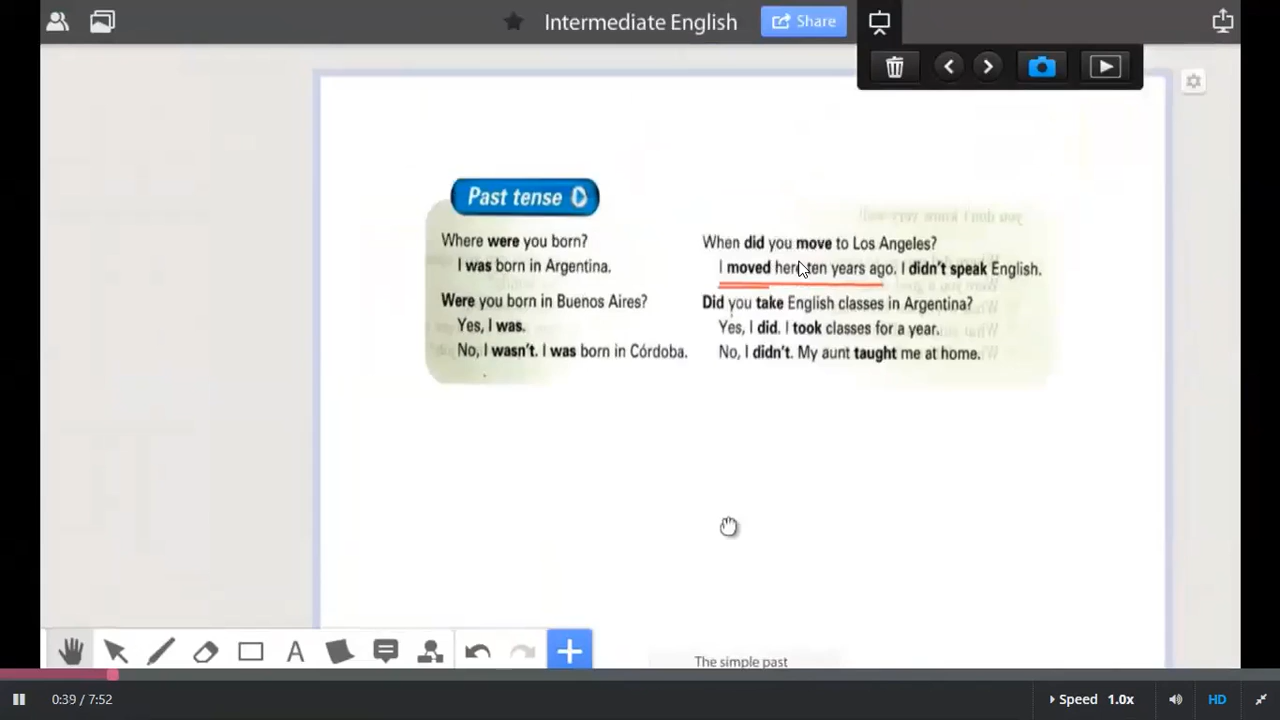 Intermediate English
Share
Past tense
Where were you born?
I was born in Argentina.
Were you born in Buenos Aires?
Yes, I was.
No, I wasn't. I was born in Córdoba.
When did you move to Los Angeles?
I moved here ten years ago. I didn't speak English.
Did you take English classes in Argentina?
Yes, I did. I took classes for a year.
No, I didn't. My aunt taught me at home.
A
The simple past
0:39 / 7:52
Speed 1.0x
HD